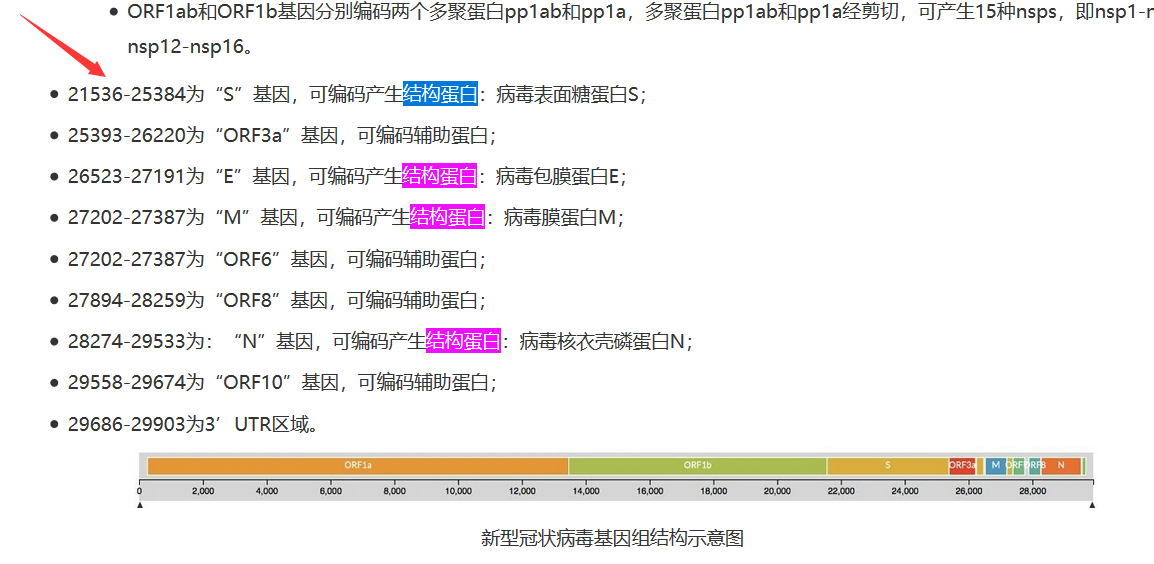 ORF1ab和ORF1b基因分别编码两个多聚蛋白pp1ab和pp1a，多聚蛋白pp1ab和pp1a经剪切，可产生15种nsps，即nsp1-n
nsp12-nsp16。
21536-25384为“S”基因，可编码产生结构蛋白：病毒表面糖蛋白S；
25393-26220为“ORF3a”基因，可编码辅助蛋白；
26523-27191为“E”基因，可编码产生结构蛋白：病毒包膜蛋白E；
27202-27387为“M”基因，可编码产生结构蛋白：病毒膜蛋白M；
27202-27387为“ORF6”基因，可编码辅助蛋白；
27894-28259为“ORF8”基因，可编码辅助蛋白；
28274-29533为：“N”基因，可编码产生结构蛋白：病毒核衣壳磷蛋白N；
29558-29674为“ORF10”基因，可编码辅助蛋白；
29686-29903为3’UTR区域。
ORF1a ORF1b S ORF3a M ORF7 ORF8 N
0 2,000 4,000 6,000 8,000 10,000 12,000 14,000 16,000 18,000 20,000 22,000 24,000 26,000 28,000
新型冠状病毒基因组结构示意图